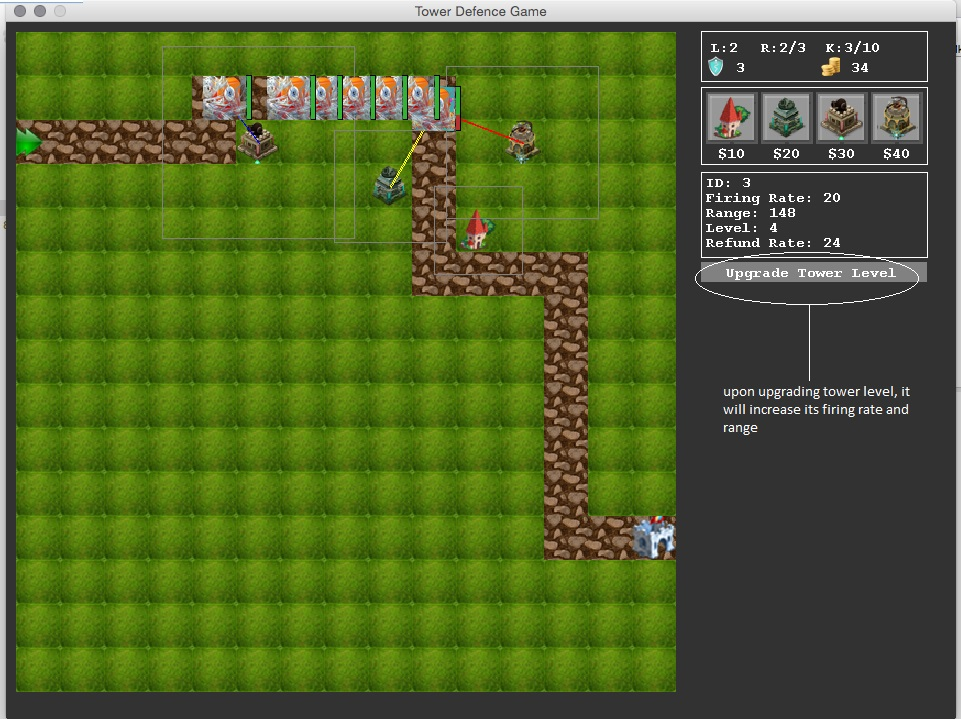 Tower Defence Game
L:2 R:2/3 K:3/10
3 34
$10 $20 $30 $40
ID: 3
Firing Rate: 20
Range: 148
Level: 4
Refund Rate: 24
Upgrade Tower Level
upon upgrading tower level, it
will increase its firing rate and
range